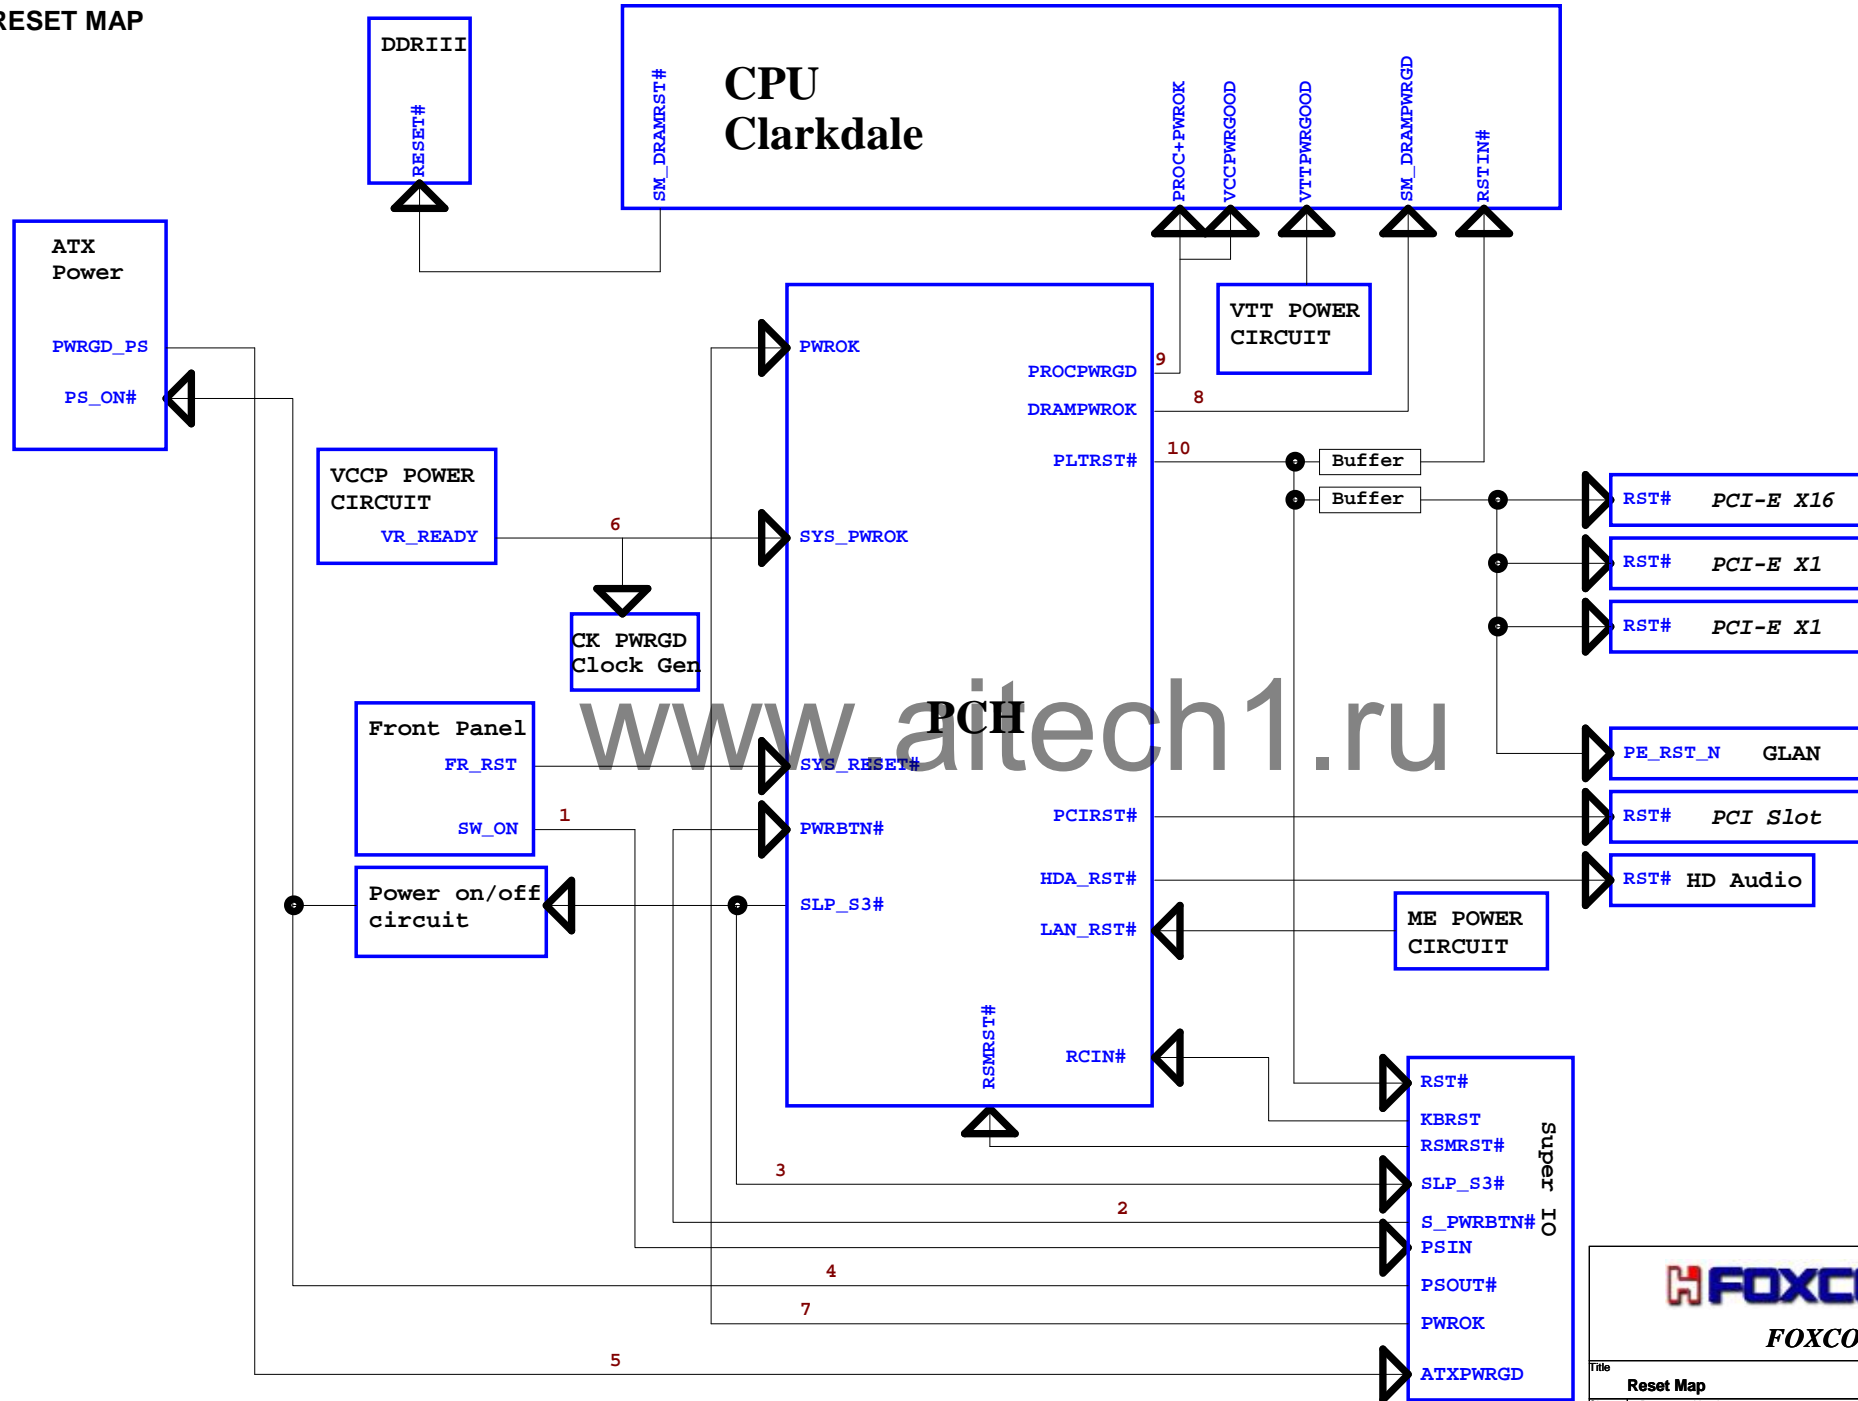 RESET MAP
DDRIII
RESET#
CPU
Clarkdale
SM_DRAMRST#
PROC+PWROK
VCCPWRGOOD
VTTPWRGOOD
SM_DRAMPWRGD
RSTIN#
ATX
Power
PWRGD_PS
PS_ON#
VTT POWER
CIRCUIT
PWROK
PROCPWRGD
9
DRAMPWROK
8
PLTRST#
10
Buffer
Buffer
VCCP POWER
CIRCUIT
VR_READY
6
SYS_PWROK
CK PWRGD
Clock Gen
RST# PCI-E X16
RST# PCI-E X1
RST# PCI-E X1
PE_RST_N GLAN
RST# PCI Slot
RST# HD Audio
www.aitech1.ru
PCH
Front Panel
FR_RST
SW_ON
1
SYS_RESET#
PWRBTN#
SLP_S3#
Power on/off
circuit
PCIRST#
HDA_RST#
LAN_RST#
ME POWER
CIRCUIT
RSMRST#
RCIN#
RST#
KBRST
RSMRST#
SLP_S3#
S_PWRBTN#
PSIN
PSOUT#
PWROK
ATXPWRGD
Super IO
3
2
4
7
5
FOXCO
FOXCO
Title
Reset Map